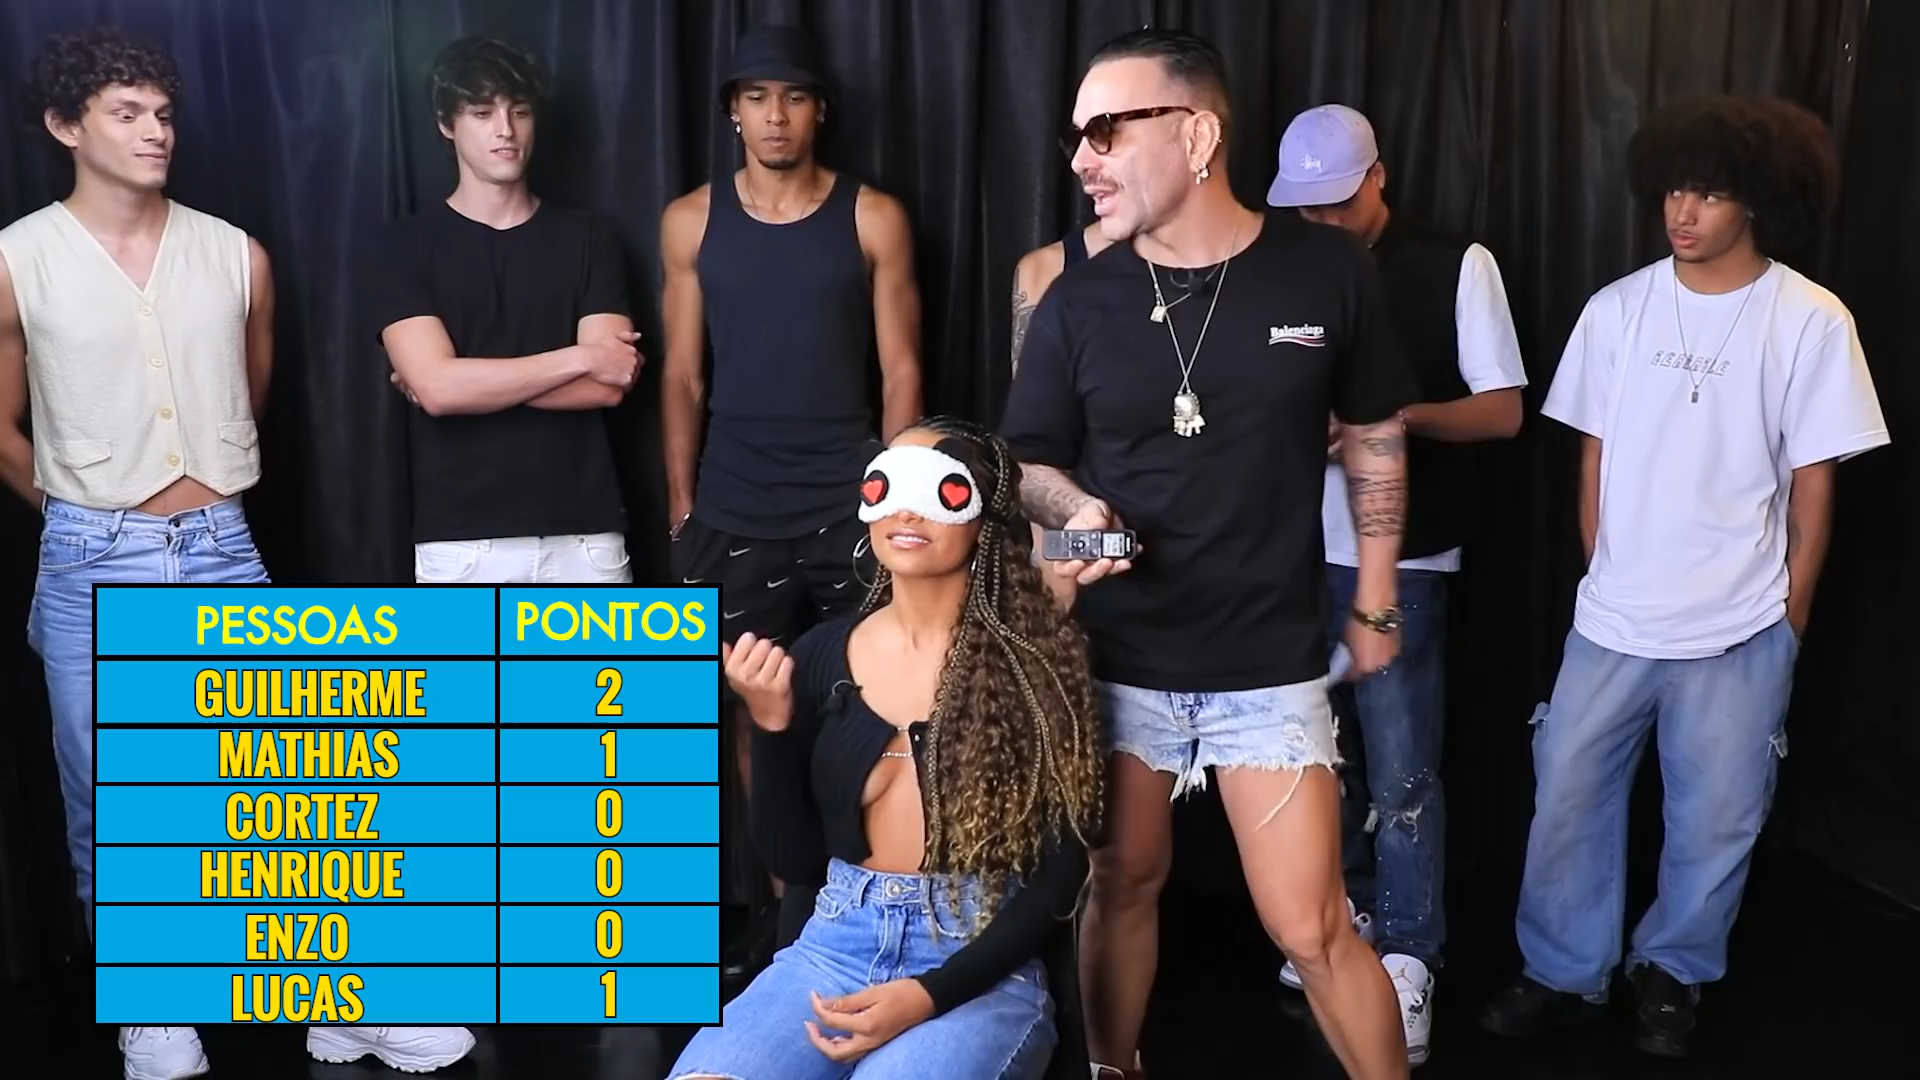 Balenciaga
PESSOAS PONTOS
GUILHERME 2
MATHIAS 1
CORTEZ 0
HENRIQUE 0
ENZO 0
LUCAS 1